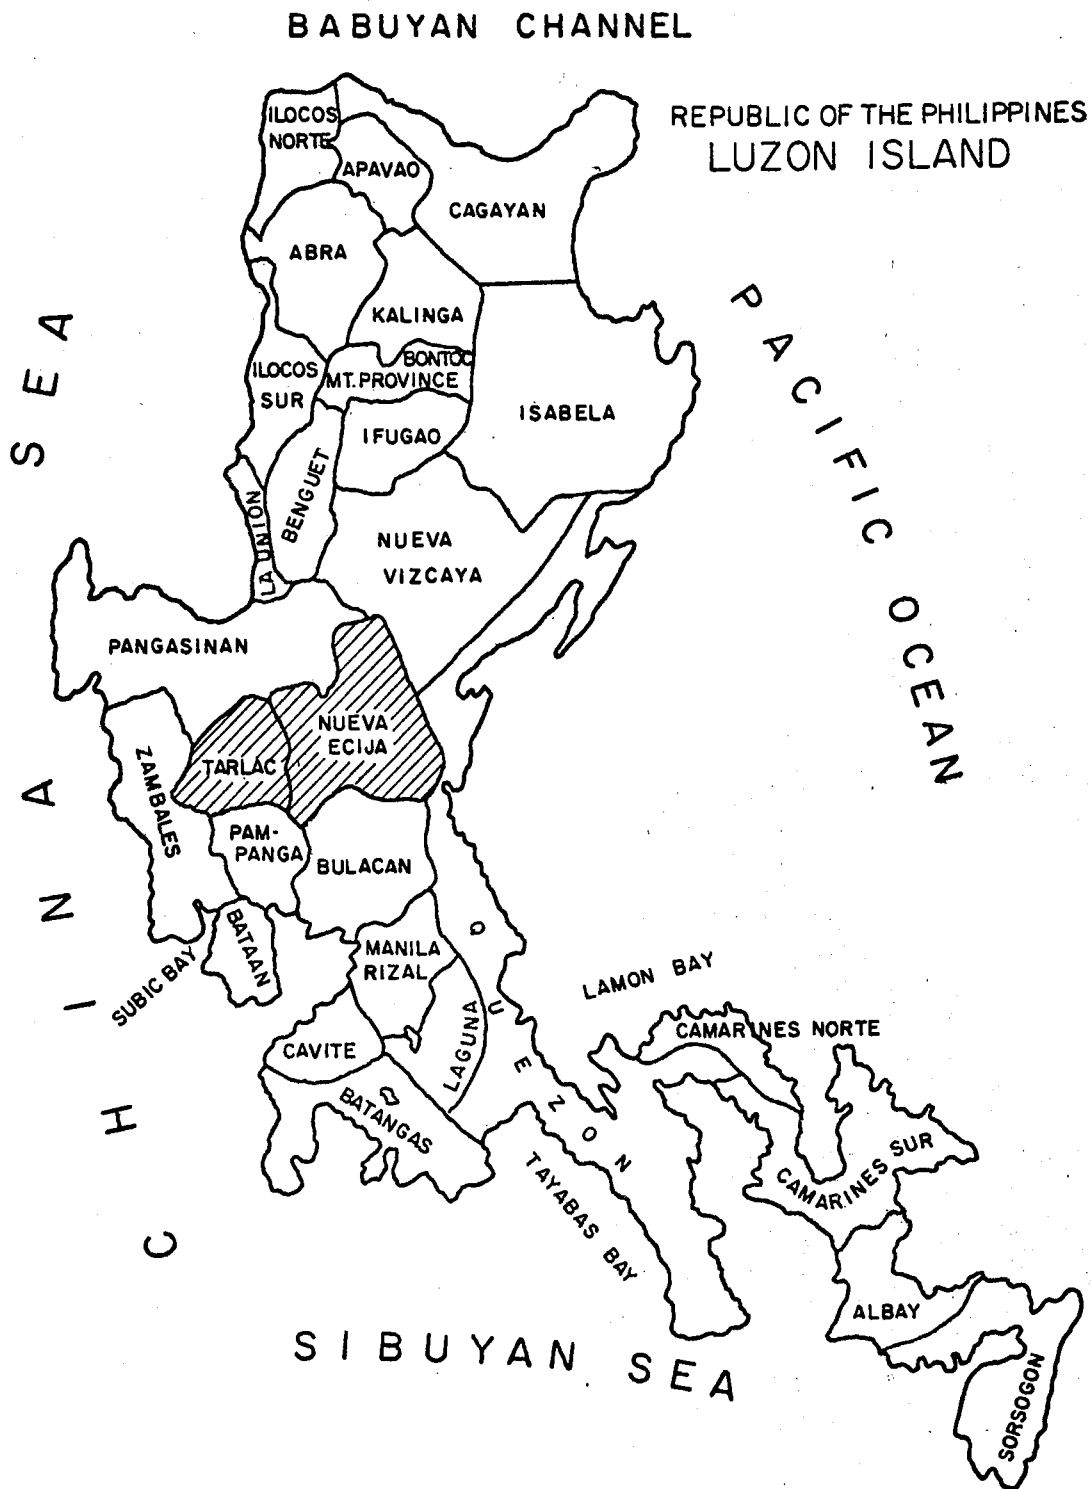 BABUYAN CHANNEL
REPUBLIC OF THE PHILIPPINES
LUZON ISLAND
ILOCOS
NORTE
APAVAO
CAGAYAN
ABRA
KALINGA
BONTOC
MT. PROVINCE
ILOCOS
SUR
ISABELA
IFUGAO
BENGUET
LA UNION
NUEVA
VIZCAYA
PANGASINAN
NUEVA
ECIJA
TARLAC
ZAMBALES
PAM-
PANGA
BULACAN
BATAAN
SUBIC BAY
MANILA
RIZAL
QUEZON
LAGUNA
CAVITE
BATANGAS
LAMON BAY
CAMARINES NORTE
CAMARINES SUR
TAYABAS BAY
ALBAY
SORSOGON
CHINA SEA
PACIFIC OCEAN
SIBUYAN SEA